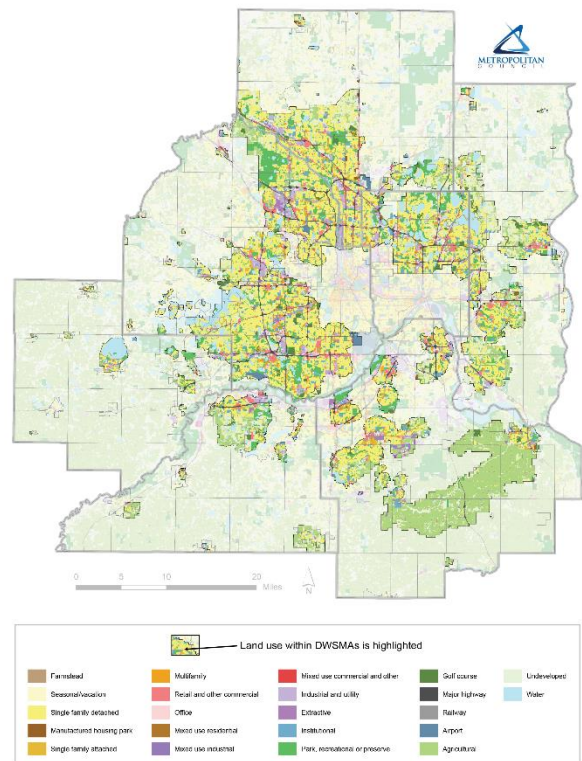 METROPOLITAN
COUNCIL
0 5 10 20
Miles
N
Land use within DWSMAs is highlighted
Farmstead
Seasonal/vacation
Single family detached
Manufactured housing park
Single family attached
Multifamily
Retail and other commercial
Office
Mixed use residential
Mixed use industrial
Mixed use commercial and other
Industrial and utility
Extractive
Institutional
Park, recreational or preserve
Golf course
Major highway
Railway
Airport
Agricultural
Undeveloped
Water